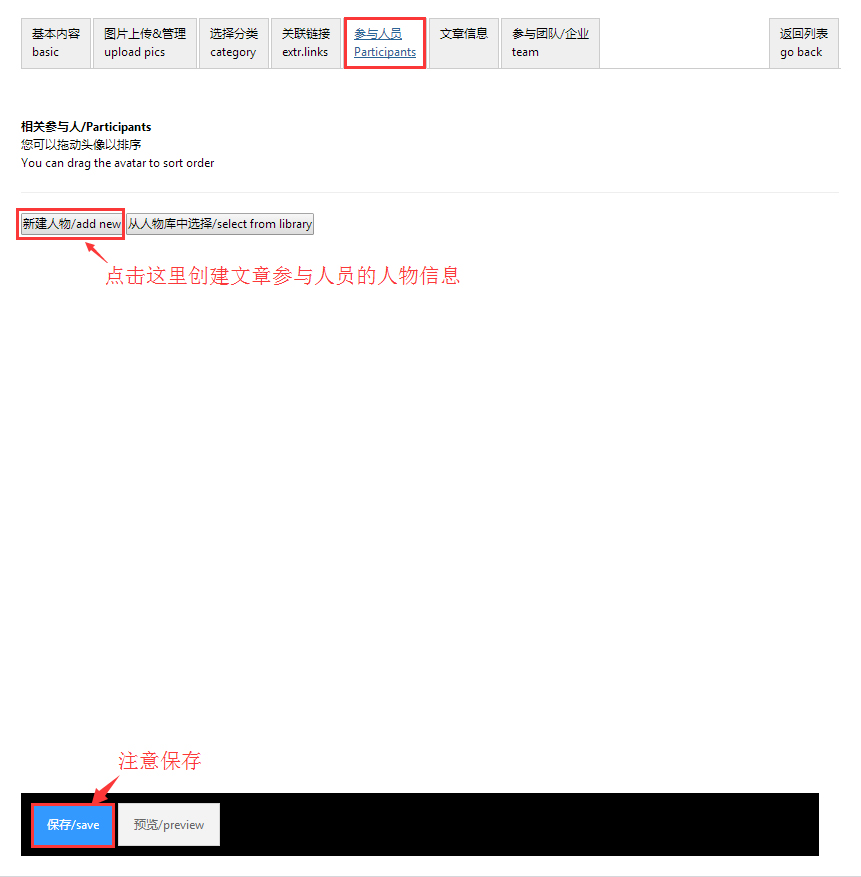 基本内容
basic
图片上传&管理
upload pics
选择分类
category
关联链接
extr.links
参与人员
Participants
文章信息
参与团队/企业
team
返回列表
go back
相关参与人/Participants
您可以拖动头像以排序
You can drag the avatar to sort order
新建人物/add new
从人物库中选择/select from library
点击这里创建文章参与人员的人物信息
注意保存
保存/save
预览/preview